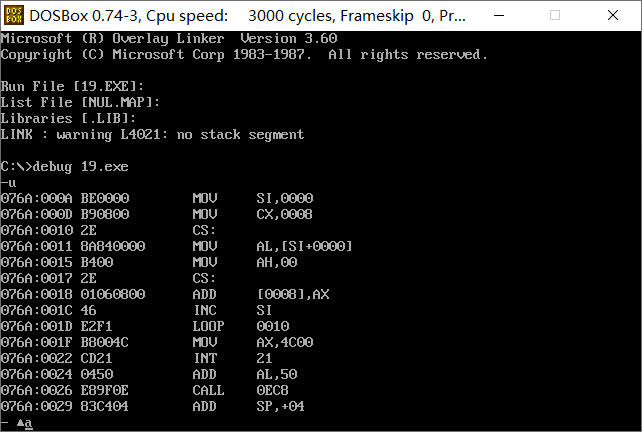 DOSBox 0.74-3, Cpu speed: 3000 cycles, Frameskip 0, Pr...
Microsoft (R) Overlay Linker Version 3.60
Copyright (C) Microsoft Corp 1983-1987. All rights reserved.
Run File [19.EXE]:
List File [NUL.MAP]:
Libraries [.LIB]:
LINK : warning L4021: no stack segment
C:\>debug 19.exe
-u
076A:000A BE0000 MOV SI,0000
076A:000D B90800 MOV CX,0008
076A:0010 2E CS:
076A:0011 8A840000 MOV AL,[SI+0000]
076A:0015 B400 MOV AH,00
076A:0017 2E CS:
076A:0018 01060800 ADD [0008],AX
076A:001C 46 INC SI
076A:001D E2F1 LOOP 0010
076A:001F B8004C MOV AX,4C00
076A:0022 CD21 INT 21
076A:0024 0450 ADD AL,50
076A:0026 E89F0E CALL 0EC8
076A:0029 83C404 ADD SP,+04
- ▲a